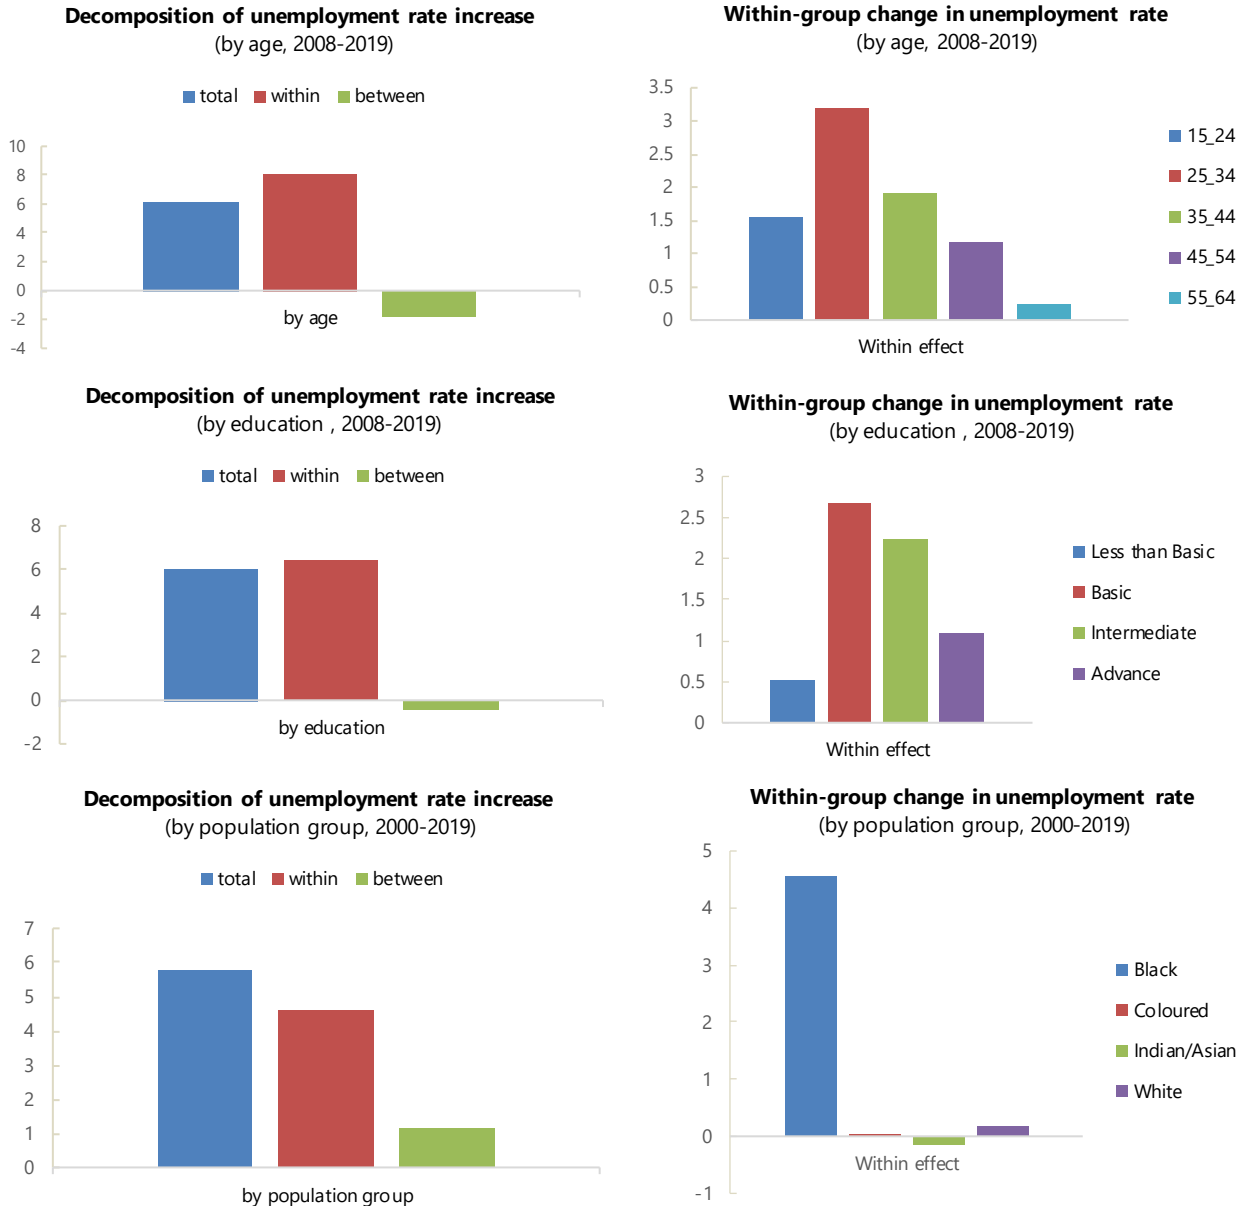 Decomposition of unemployment rate increase
(by age, 2008-2019)
total within between
10
8
6
4
2
0
-2
-4
by age
Within-group change in unemployment rate
(by age, 2008-2019)
3.5
3
2.5
2
1.5
1
0.5
0
Within effect
15_24
25_34
35_44
45_54
55_64
Decomposition of unemployment rate increase
(by education , 2008-2019)
total within between
8
6
4
2
0
-2
by education
Within-group change in unemployment rate
(by education , 2008-2019)
3
2.5
2
1.5
1
0.5
0
Within effect
Less than Basic
Basic
Intermediate
Advance
Decomposition of unemployment rate increase
(by population group, 2000-2019)
total within between
7
6
5
4
3
2
1
0
by population group
Within-group change in unemployment rate
(by population group, 2000-2019)
5
4
3
2
1
0
-1
Within effect
Black
Coloured
Indian/Asian
White